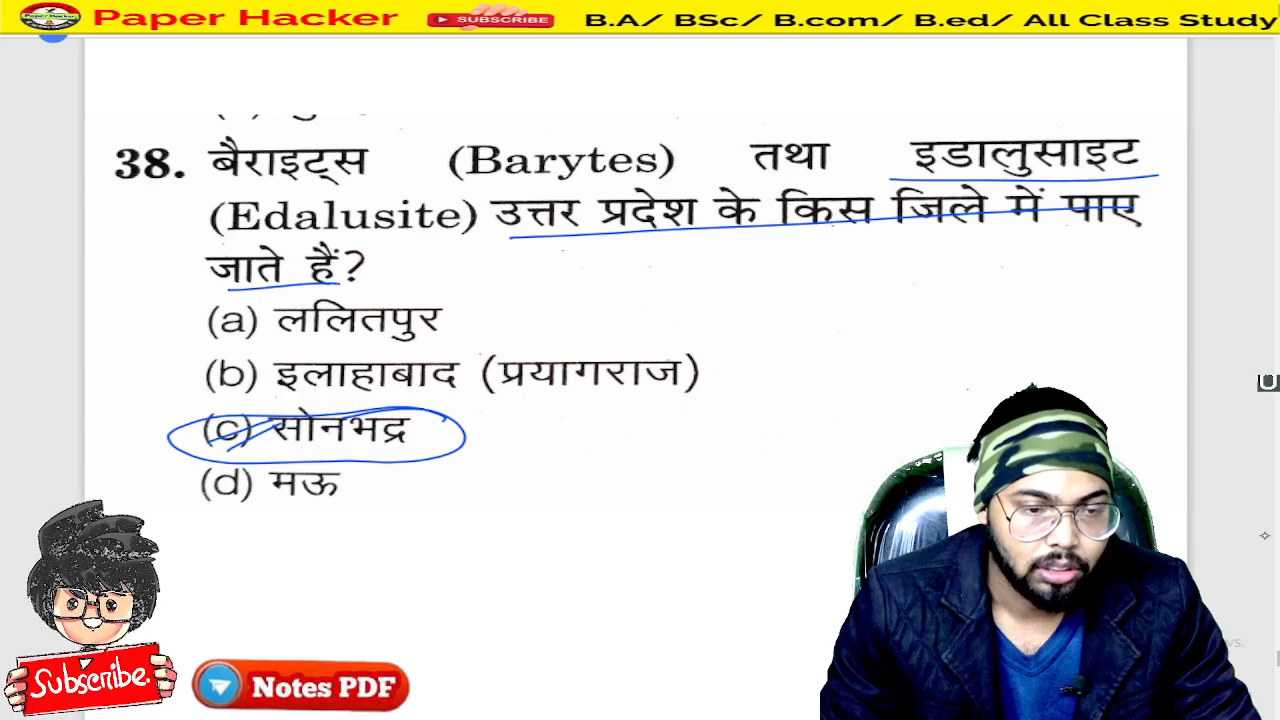 Paper Hacker
SUBSCRIBE
B.A/ BSc/ B.com/ B.ed/ All Class Study
38. बैराइट्स (Barytes) तथा इडालुसाइट
(Edalusite) उत्तर प्रदेश के किस जिले में पाए
जाते हैं?
(a) ललितपुर
(b) इलाहाबाद (प्रयागराज)
(c) सोनभद्र
(d) मऊ
Subscribe.
Notes PDF